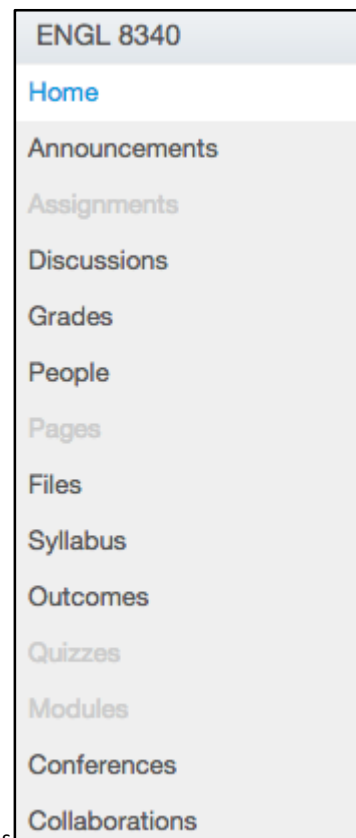 ENGL 8340
Home
Announcements
Assignments
Discussions
Grades
People
Pages
Files
Syllabus
Outcomes
Quizzes
Modules
Conferences
Collaborations